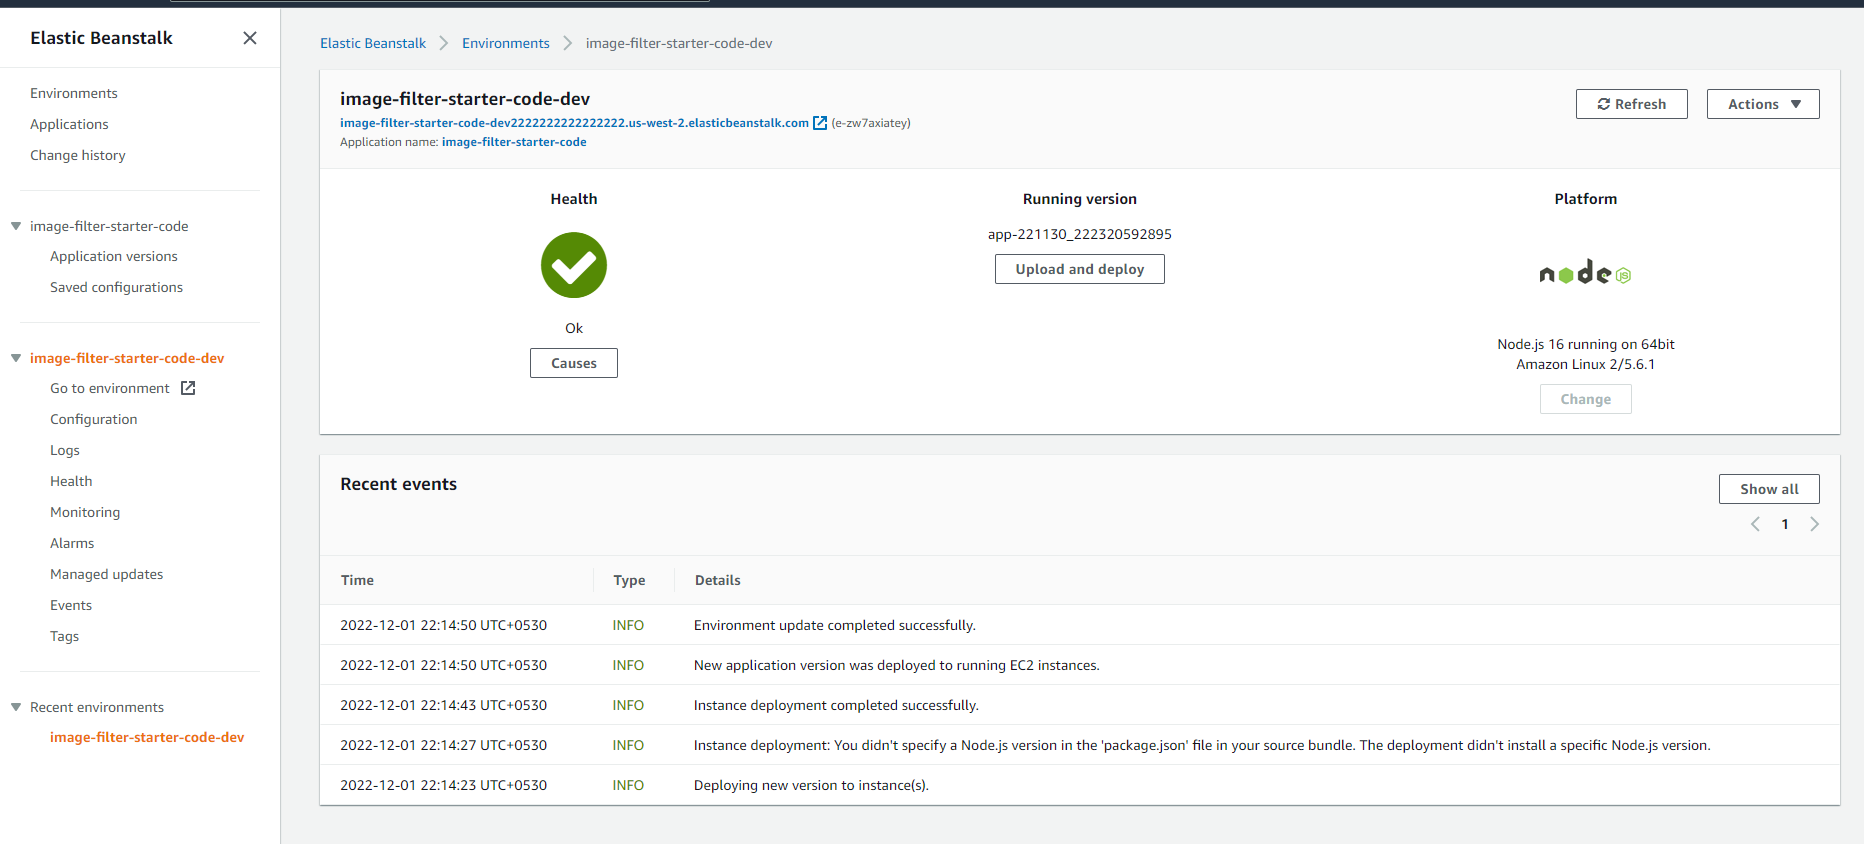 Elastic Beanstalk
Environments
Applications
Change history
image-filter-starter-code
Application versions
Saved configurations
image-filter-starter-code-dev
Go to environment
Configuration
Logs
Health
Monitoring
Alarms
Managed updates
Events
Tags
Recent environments
image-filter-starter-code-dev
Elastic Beanstalk Environments image-filter-starter-code-dev
image-filter-starter-code-dev
image-filter-starter-code-dev2222222222222222.us-west-2.elasticbeanstalk.com (e-zw7axiatey)
Application name: image-filter-starter-code
Refresh
Actions
Health
Ok
Causes
Running version
app-221130_222320592895
Upload and deploy
Platform
node JS
Node.js 16 running on 64bit
Amazon Linux 2/5.6.1
Change
Recent events
Show all
1
Time Type Details
2022-12-01 22:14:50 UTC+0530 INFO Environment update completed successfully.
2022-12-01 22:14:50 UTC+0530 INFO New application version was deployed to running EC2 instances.
2022-12-01 22:14:43 UTC+0530 INFO Instance deployment completed successfully.
2022-12-01 22:14:27 UTC+0530 INFO Instance deployment: You didn't specify a Node.js version in the 'package.json' file in your source bundle. The deployment didn't install a specific Node.js version.
2022-12-01 22:14:23 UTC+0530 INFO Deploying new version to instance(s).